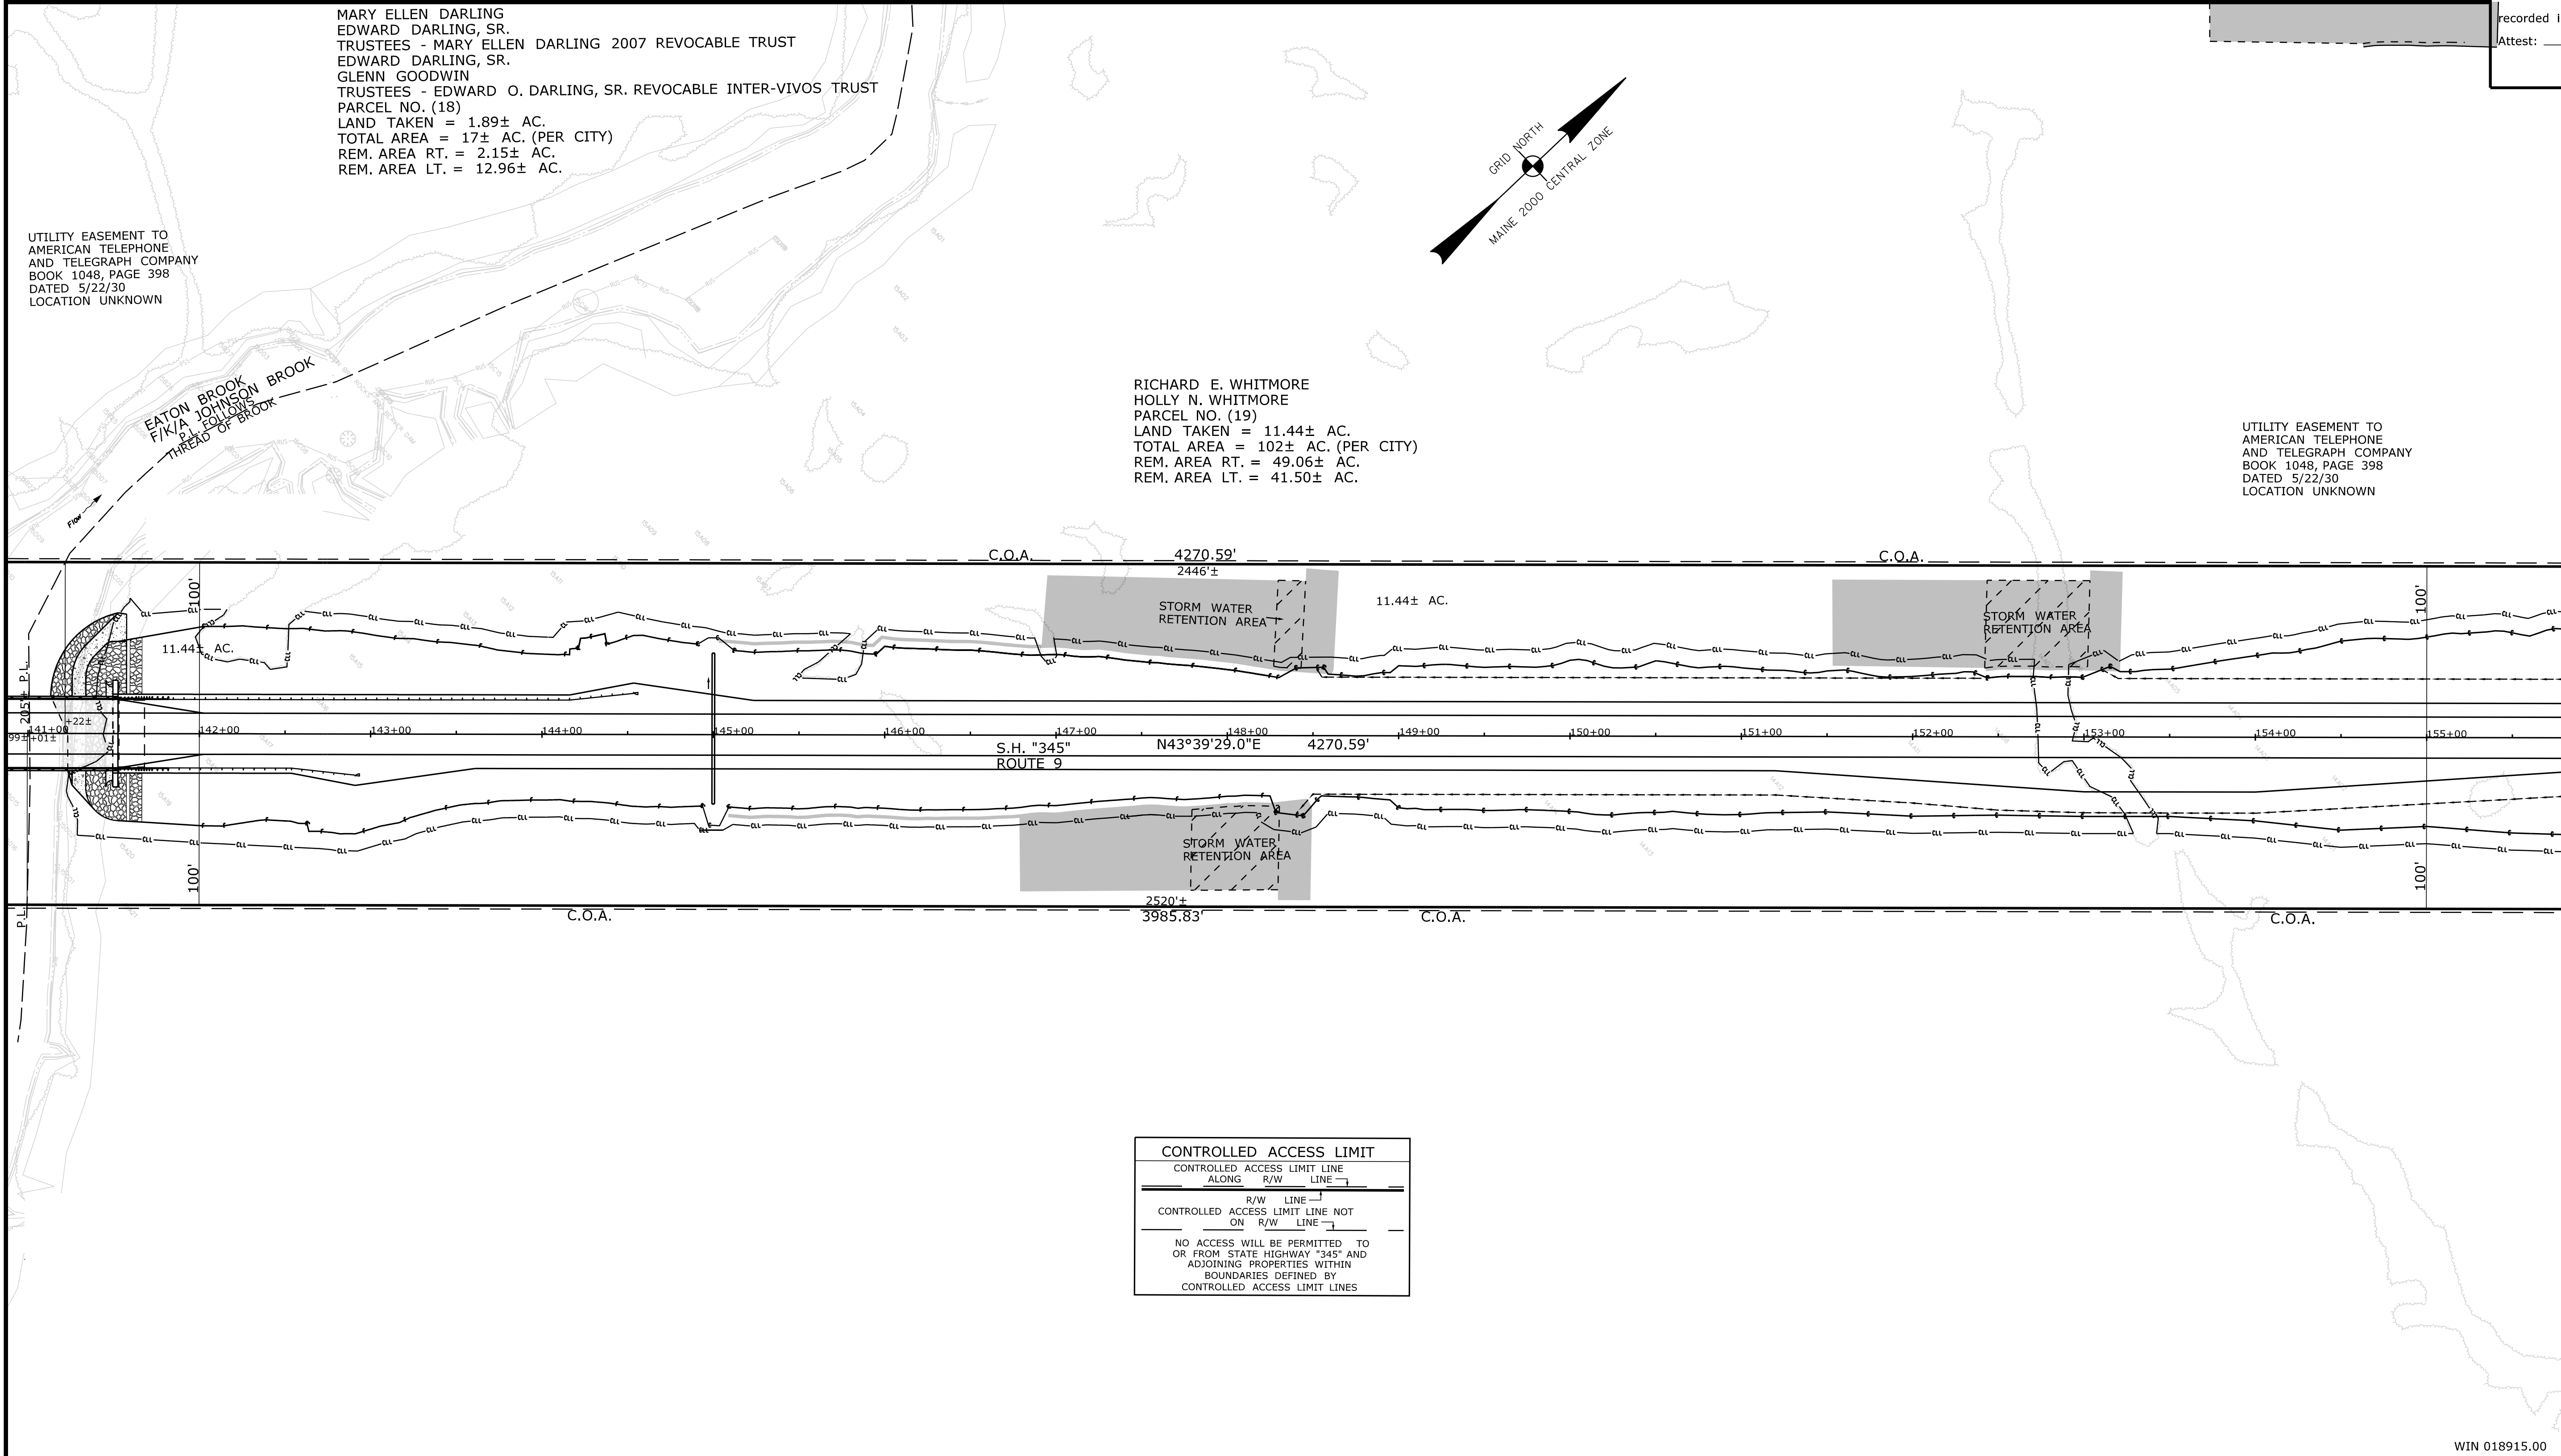 MARY ELLEN DARLING
EDWARD DARLING, SR.
TRUSTEES - MARY ELLEN DARLING 2007 REVOCABLE TRUST
EDWARD DARLING, SR.
GLENN GOODWIN
TRUSTEES - EDWARD O. DARLING, SR. REVOCABLE INTER-VIVOS TRUST
PARCEL NO. (18)
LAND TAKEN = 1.89± AC.
TOTAL AREA = 17± AC. (PER CITY)
REM. AREA RT. = 2.15± AC.
REM. AREA LT. = 12.96± AC.
recorded i
Attest:
GRID NORTH
MAINE 2000 CENTRAL ZONE
UTILITY EASEMENT TO
AMERICAN TELEPHONE
AND TELEGRAPH COMPANY
BOOK 1048, PAGE 398
DATED 5/22/30
LOCATION UNKNOWN
EATON BROOK
F/K/A JOHNSON BROOK
P.L. FOLLOWS
THREAD OF BROOK
Flow
RICHARD E. WHITMORE
HOLLY N. WHITMORE
PARCEL NO. (19)
LAND TAKEN = 11.44± AC.
TOTAL AREA = 102± AC. (PER CITY)
REM. AREA RT. = 49.06± AC.
REM. AREA LT. = 41.50± AC.
UTILITY EASEMENT TO
AMERICAN TELEPHONE
AND TELEGRAPH COMPANY
BOOK 1048, PAGE 398
DATED 5/22/30
LOCATION UNKNOWN
C.O.A. 4270.59' C.O.A.
2446'±
100'
100'
11.44± AC.
STORM WATER
RETENTION AREA
11.44± AC.
STORM WATER
RETENTION AREA
205± P.L.
+22±
99± +01±
141+00 142+00 143+00 144+00 145+00 146+00 147+00 148+00 149+00 150+00 151+00 152+00 153+00 154+00 155+00
S.H. "345" N43°39'29.0"E 4270.59'
ROUTE 9
STORM WATER
RETENTION AREA
100'
100'
2520'±
P.L. C.O.A. 3985.83' C.O.A. C.O.A.
CONTROLLED ACCESS LIMIT
CONTROLLED ACCESS LIMIT LINE
ALONG R/W LINE
R/W LINE
CONTROLLED ACCESS LIMIT LINE NOT
ON R/W LINE
NO ACCESS WILL BE PERMITTED TO
OR FROM STATE HIGHWAY "345" AND
ADJOINING PROPERTIES WITHIN
BOUNDARIES DEFINED BY
CONTROLLED ACCESS LIMIT LINES
WIN 018915.00